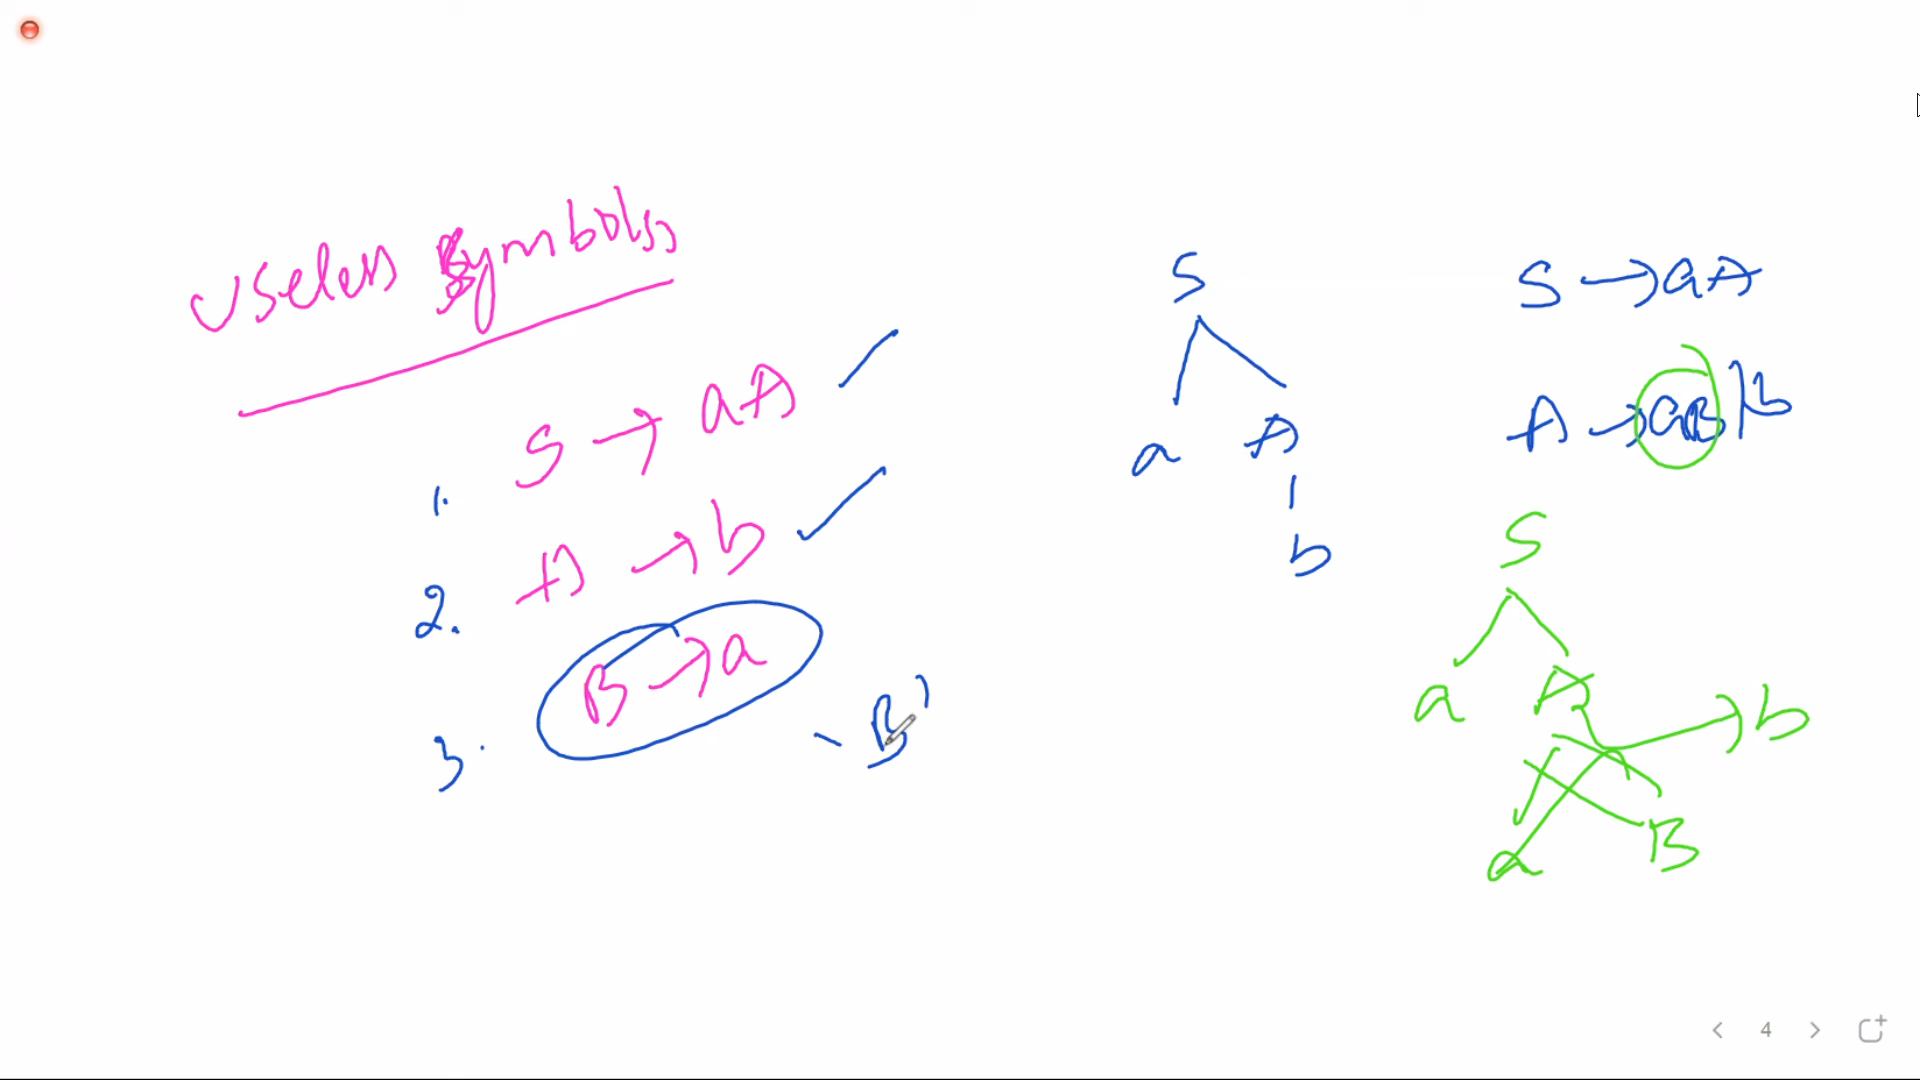 Useless Symbols
1. S → aA
2. A → b
3. B → a
- B'
S
a A
b
S → aA
A → aB | b
S
a A
b
a B
4